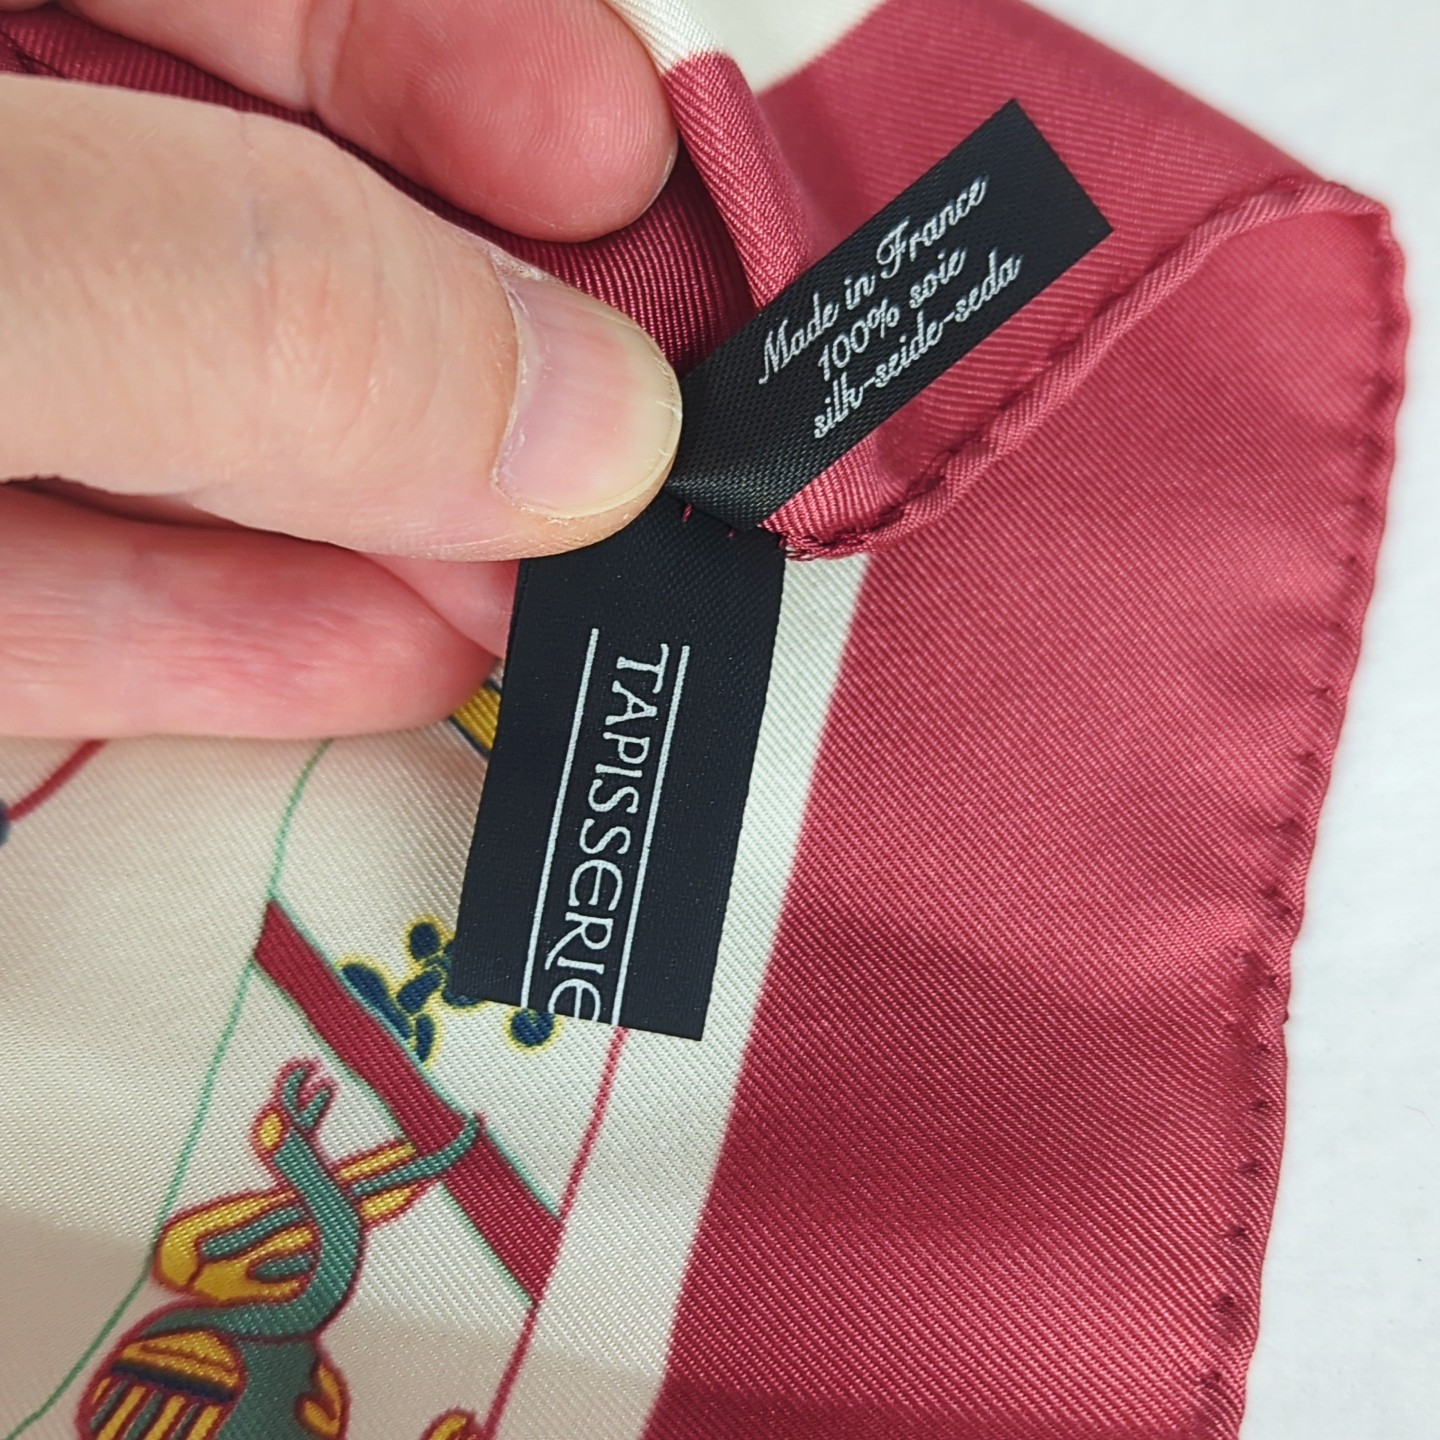 Made in France
100% soie
silk-seide-seda
TAPISSERIE